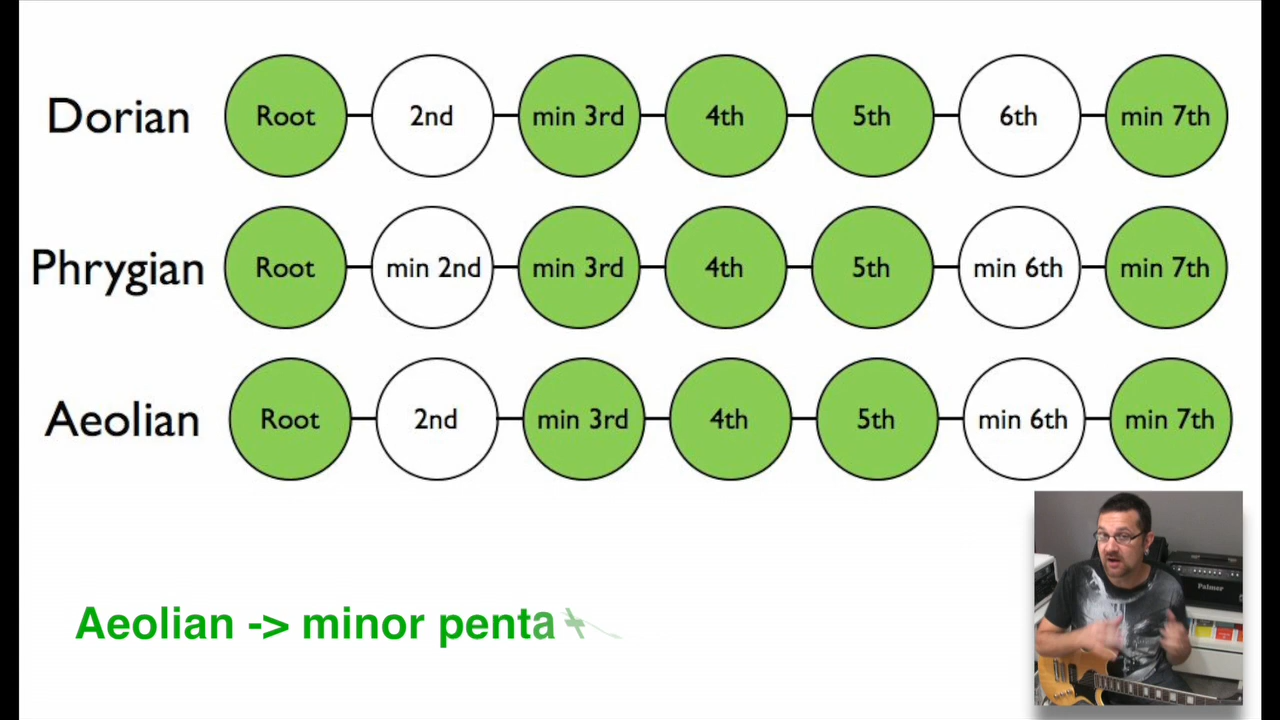 Dorian Root 2nd min 3rd 4th 5th 6th min 7th
Phrygian Root min 2nd min 3rd 4th 5th min 6th min 7th
Aeolian Root 2nd min 3rd 4th 5th min 6th min 7th
Palmer
Aeolian -> minor penta